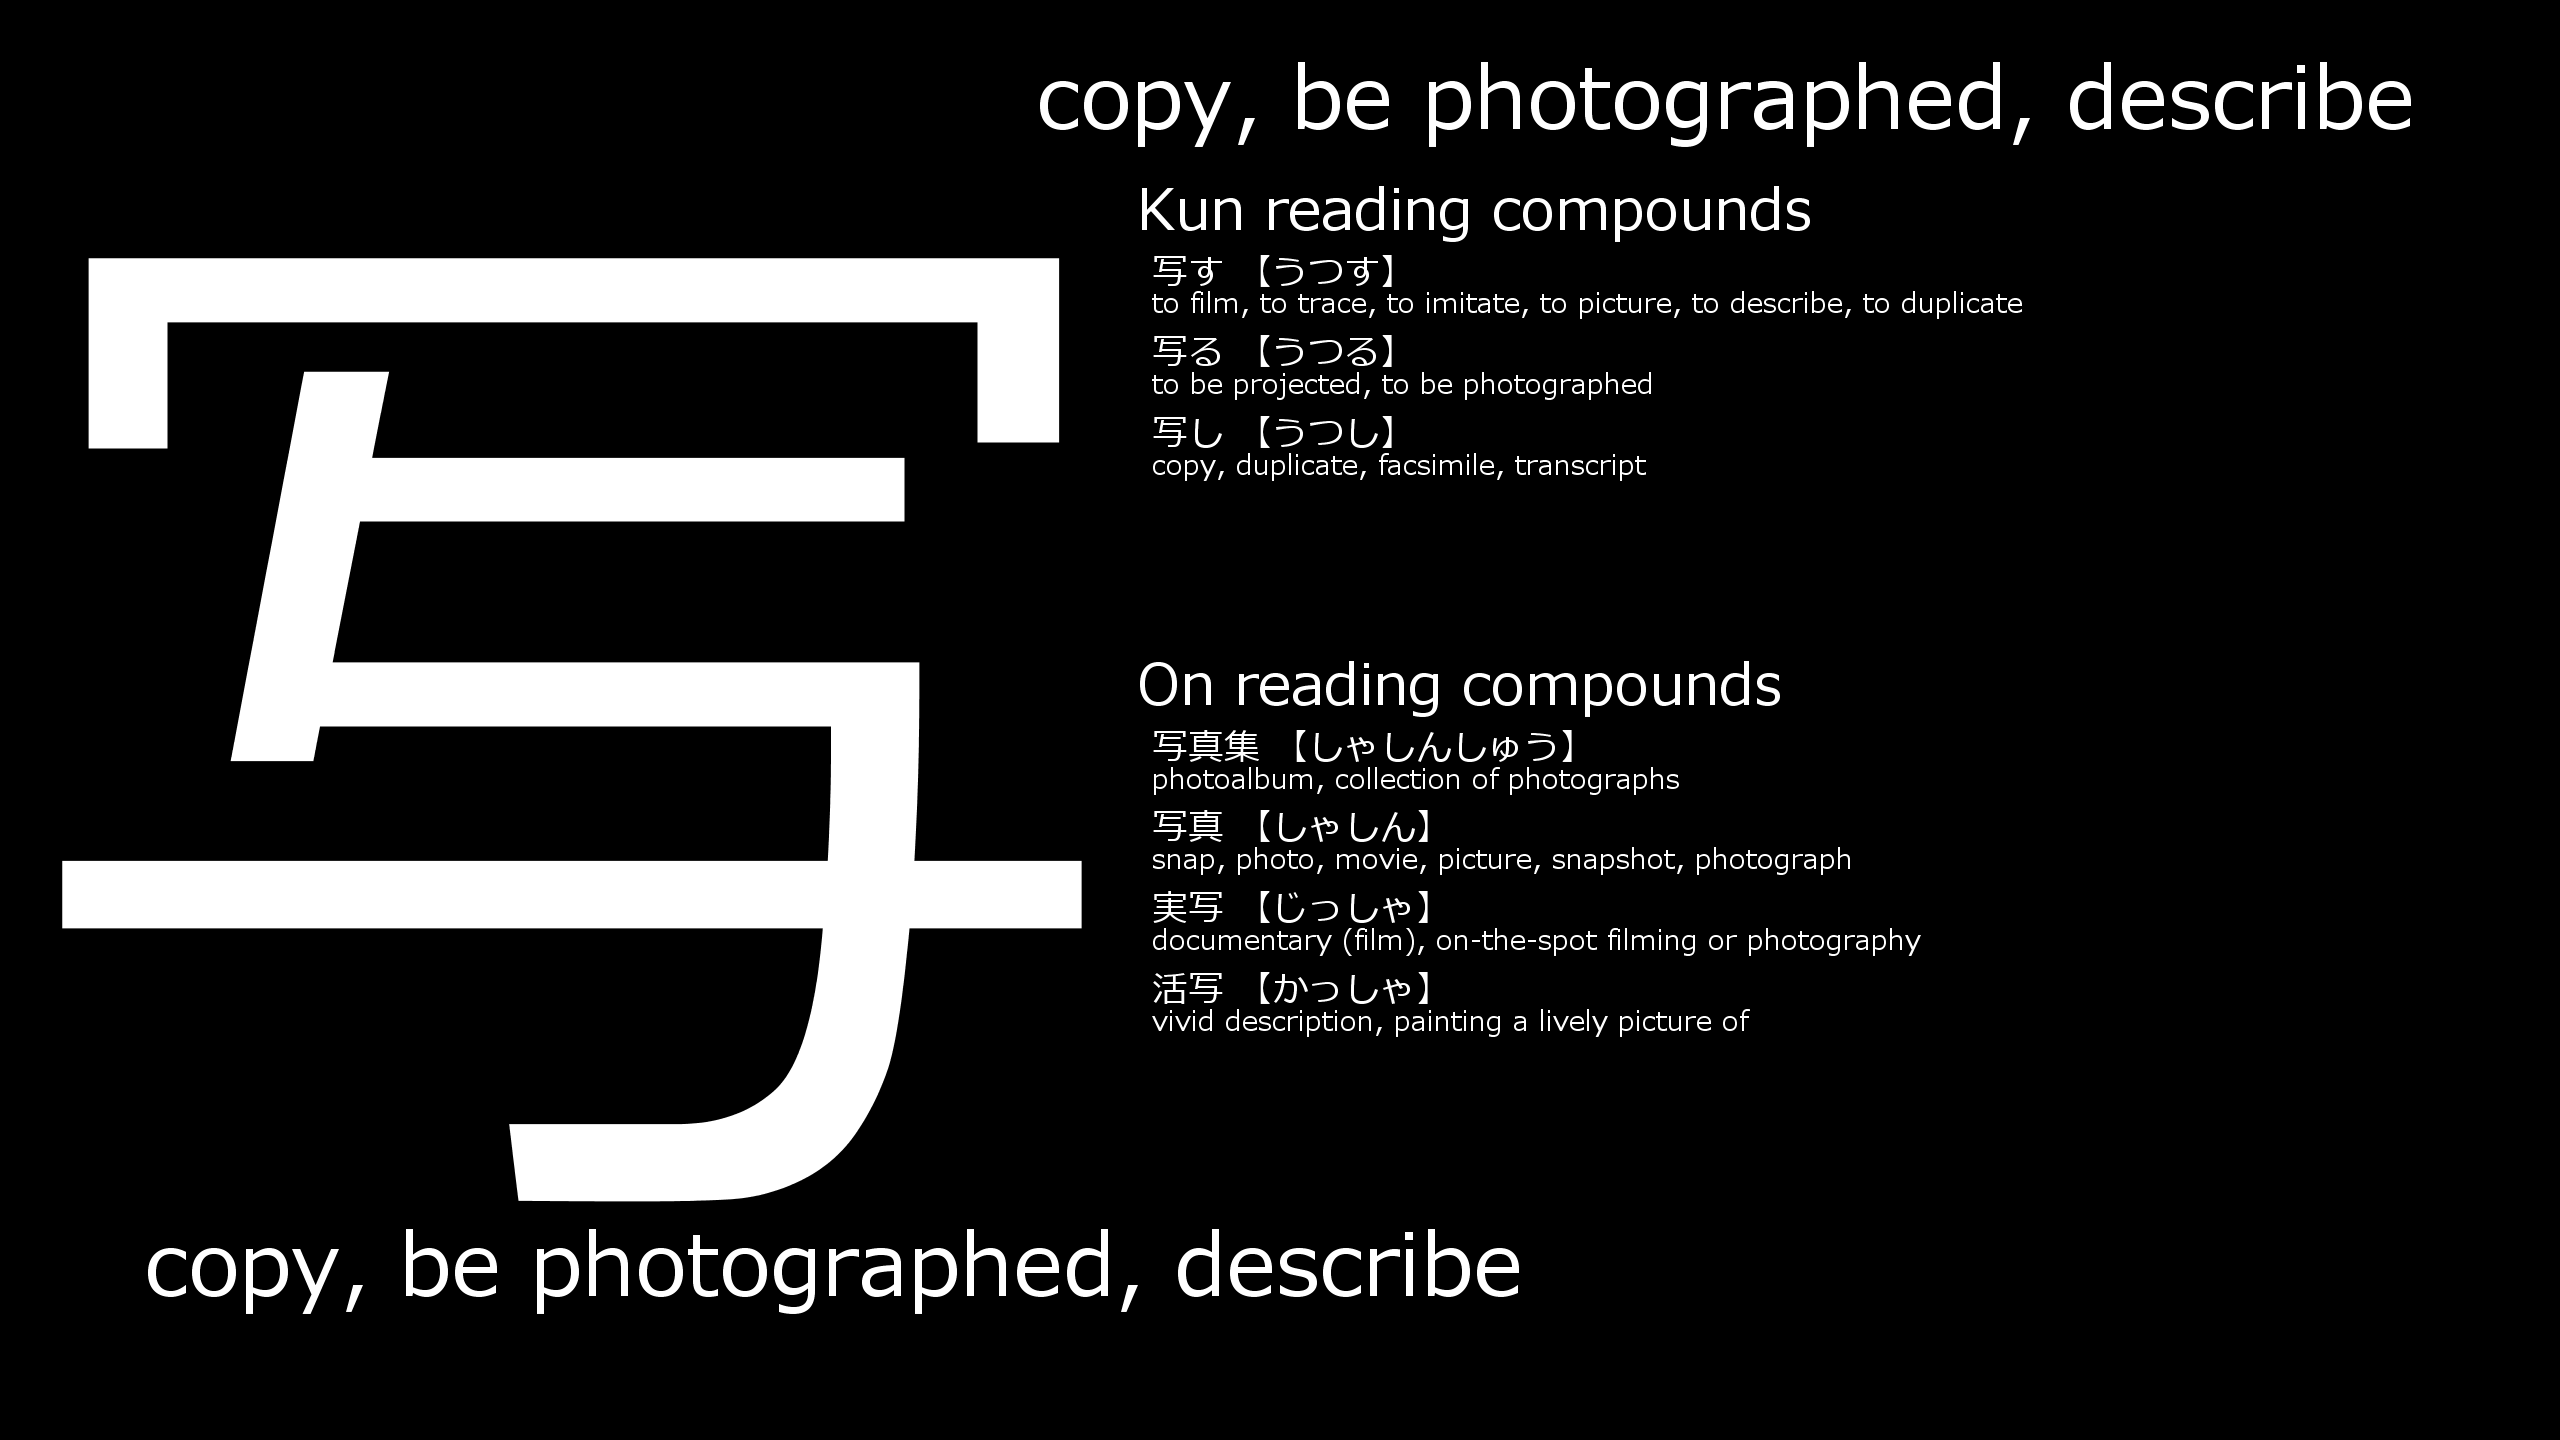 copy, be photographed, describe
写
Kun reading compounds
写す 【うつす】
to film, to trace, to imitate, to picture, to describe, to duplicate
写る 【うつる】
to be projected, to be photographed
写し 【うつし】
copy, duplicate, facsimile, transcript
On reading compounds
写真集 【しゃしんしゅう】
photoalbum, collection of photographs
写真 【しゃしん】
snap, photo, movie, picture, snapshot, photograph
実写 【じっしゃ】
documentary (film), on-the-spot filming or photography
活写 【かっしゃ】
vivid description, painting a lively picture of
copy, be photographed, describe